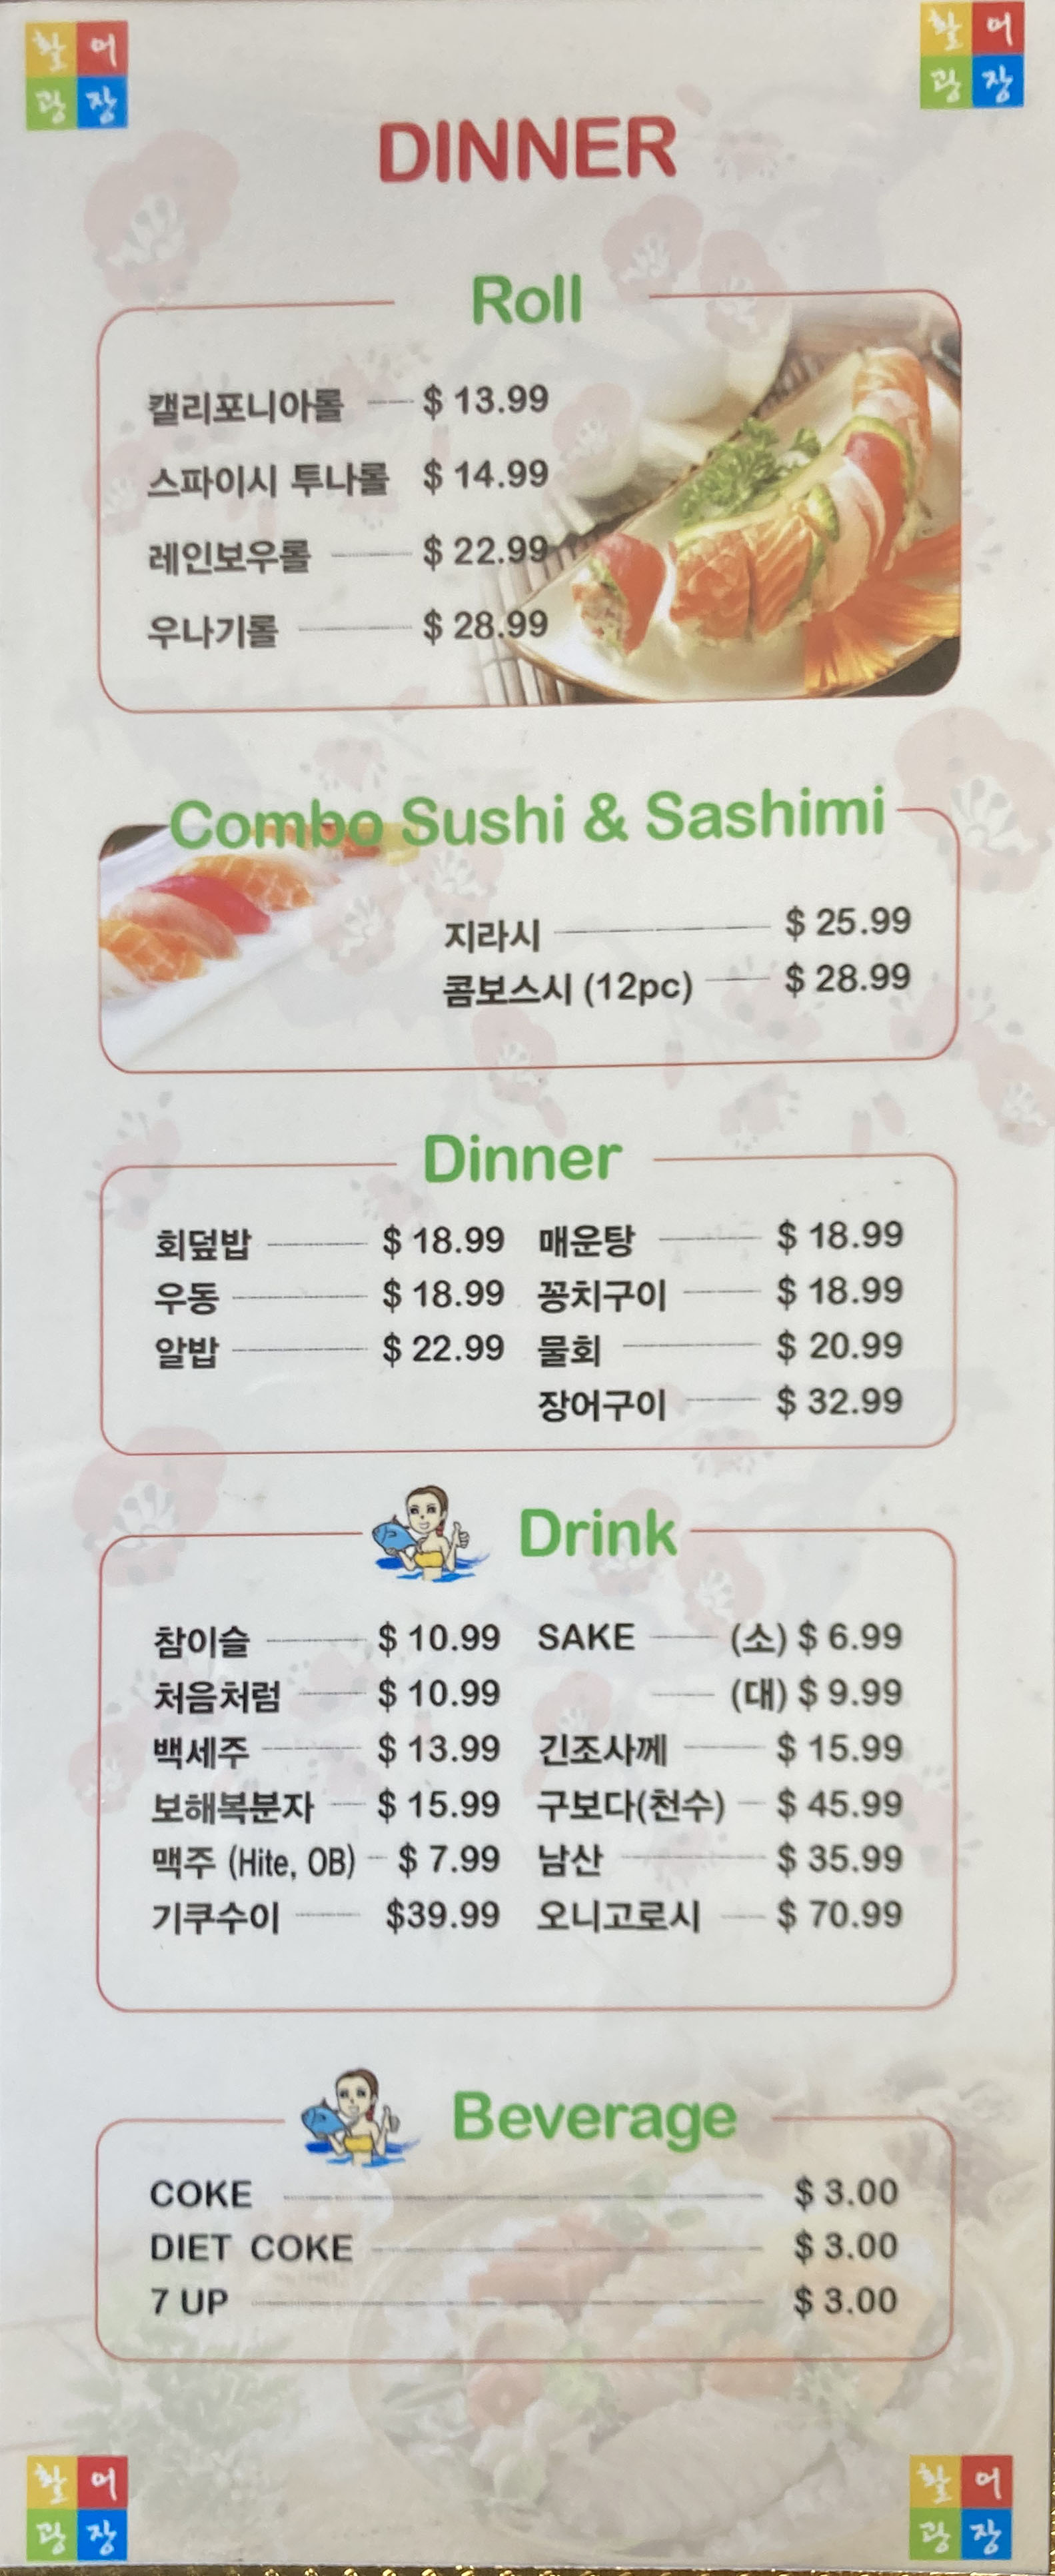 활어
광장
활어
광장
DINNER
Roll
캘리포니아롤 $ 13.99
스파이시 투나롤 $ 14.99
레인보우롤 $ 22.99
우나기롤 $ 28.99
Combo Sushi & Sashimi
지라시 $ 25.99
콤보스시 (12pc) $ 28.99
Dinner
회덮밥 $ 18.99 매운탕 $ 18.99
우동 $ 18.99 꽁치구이 $ 18.99
알밥 $ 22.99 물회 $ 20.99
장어구이 $ 32.99
Drink
참이슬 $ 10.99 SAKE (소) $ 6.99
처음처럼 $ 10.99 (대) $ 9.99
백세주 $ 13.99 긴조사께 $ 15.99
보해복분자 $ 15.99 구보다(천수) $ 45.99
맥주 (Hite, OB) $ 7.99 남산 $ 35.99
기쿠수이 $39.99 오니고로시 $ 70.99
Beverage
COKE $ 3.00
DIET COKE $ 3.00
7 UP $ 3.00
활어
광장
활어
광장